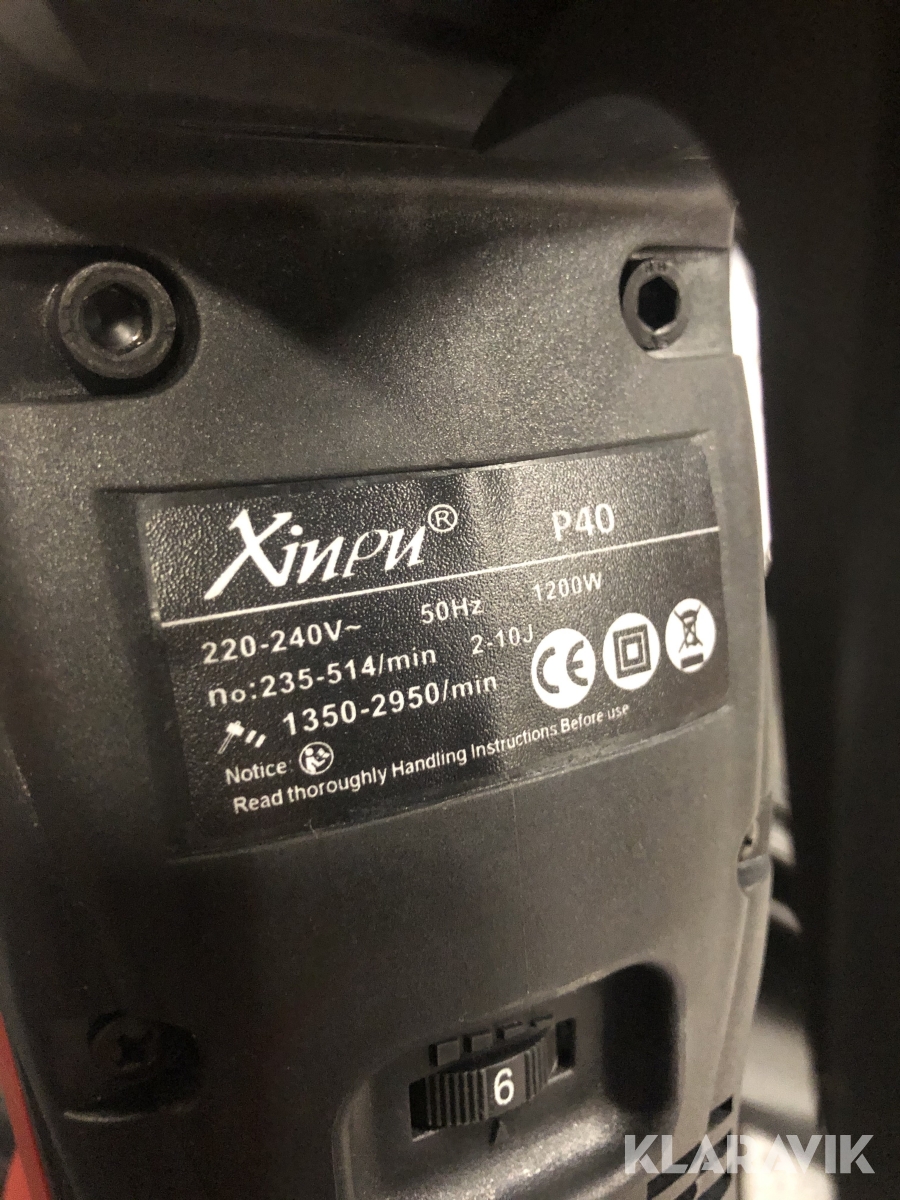 Xinpu® P40
220-240V~ 50Hz 1200W
no:235-514/min 2-10J
1350-2950/min
CE
Notice
Read thoroughly Handling Instructions Before use
6
KLARAVIK